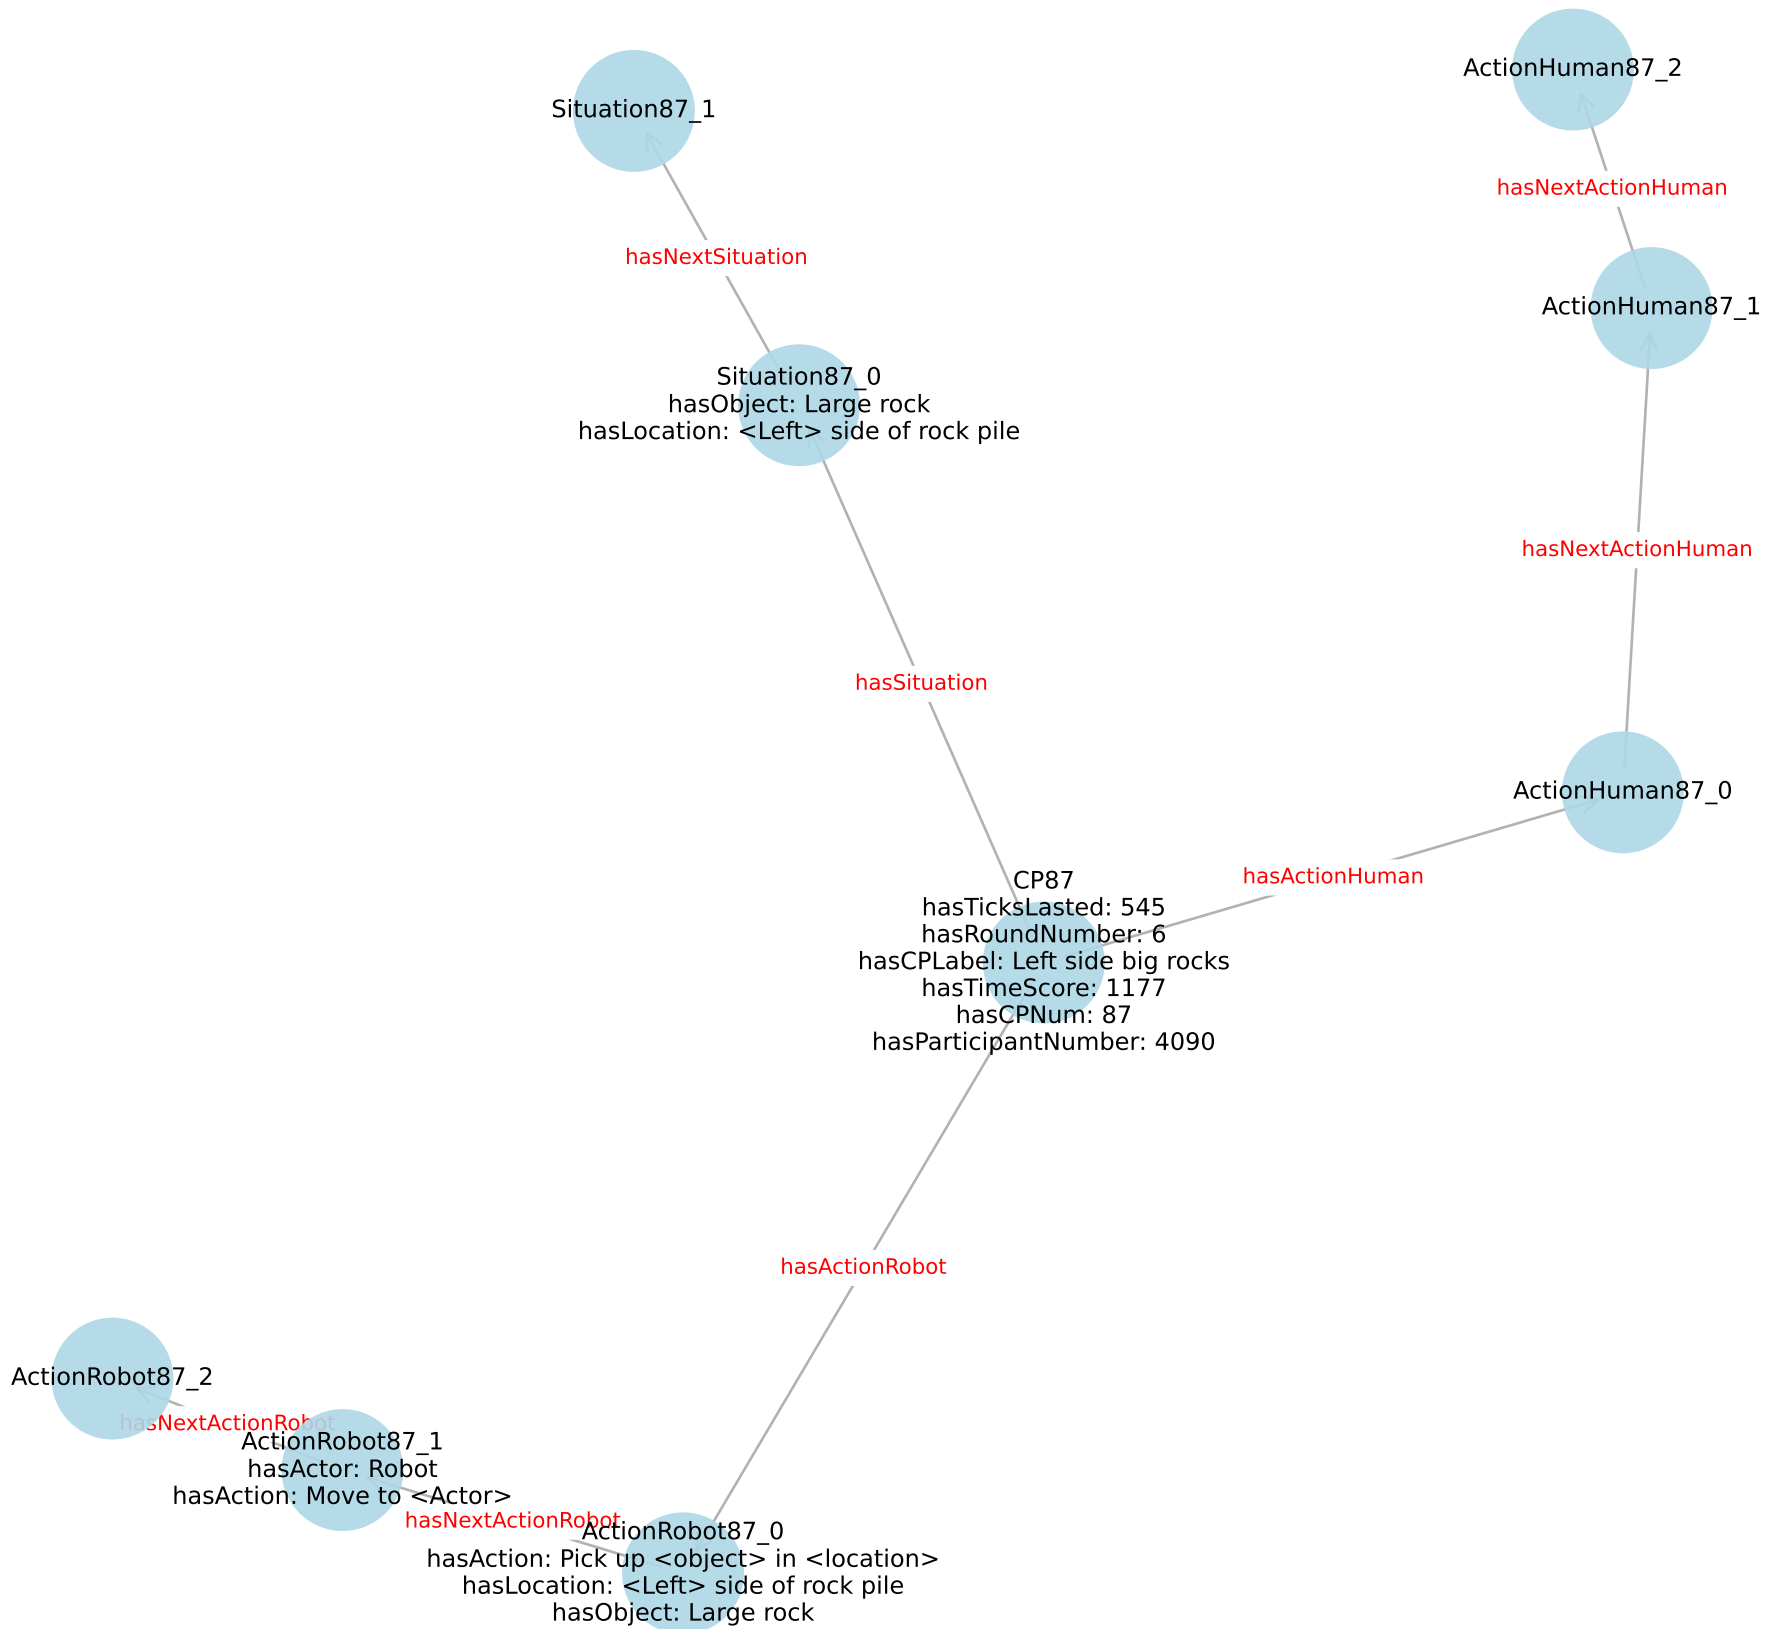 ActionHuman87_2
Situation87_1
hasNextActionHuman
hasNextSituation
ActionHuman87_1
Situation87_0
hasObject: Large rock
hasLocation: <Left> side of rock pile
hasNextActionHuman
hasSituation
ActionHuman87_0
hasActionHuman
CP87
hasTicksLasted: 545
hasRoundNumber: 6
hasCPLabel: Left side big rocks
hasTimeScore: 1177
hasCPNum: 87
hasParticipantNumber: 4090
hasActionRobot
ActionRobot87_2
hasNextActionRobot
ActionRobot87_1
hasActor: Robot
hasAction: Move to <Actor>
hasNextActionRobot
ActionRobot87_0
hasAction: Pick up <object> in <location>
hasLocation: <Left> side of rock pile
hasObject: Large rock